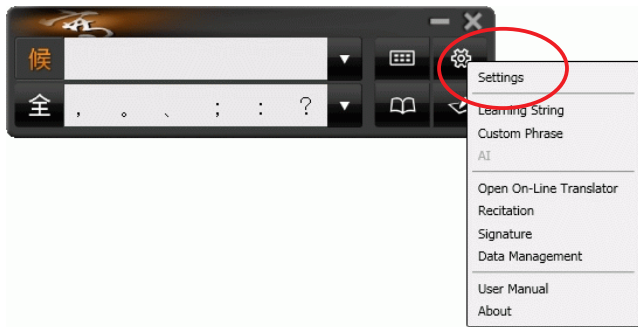 候
全 ， 。 、 ； ： ？
Settings
Learning String
Custom Phrase
AI
Open On-Line Translator
Recitation
Signature
Data Management
User Manual
About